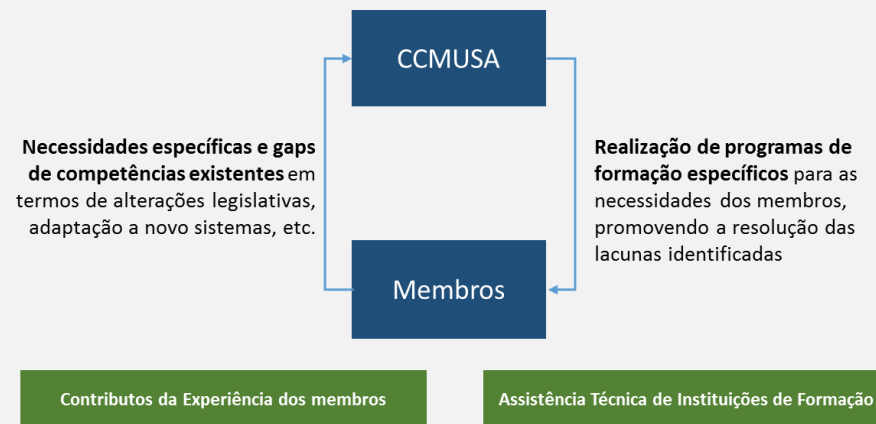 CCMUSA
Necessidades específicas e gaps
de competências existentes em
termos de alterações legislativas,
adaptação a novo sistemas, etc.
Realização de programas de
formação específicos para as
necessidades dos membros,
promovendo a resolução das
lacunas identificadas
Membros
Contributos da Experiência dos membros
Assistência Técnica de Instituições de Formação